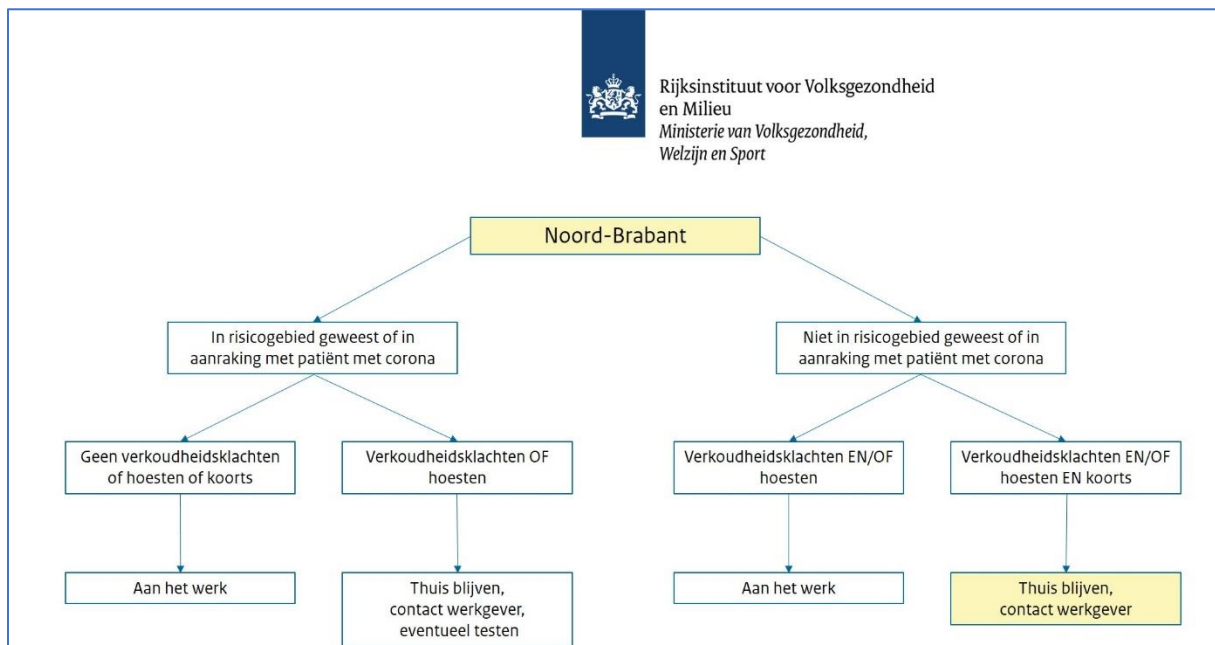 Rijksinstituut voor Volksgezondheid
en Milieu
Ministerie van Volksgezondheid,
Welzijn en Sport
Noord-Brabant
In risicogebied geweest of in
aanraking met patiënt met corona
Niet in risicogebied geweest of in
aanraking met patiënt met corona
Geen verkoudheidsklachten
of hoesten of koorts
Verkoudheidsklachten OF
hoesten
Verkoudheidsklachten EN/OF
hoesten
Verkoudheidsklachten EN/OF
hoesten EN koorts
Aan het werk
Thuis blijven,
contact werkgever,
eventueel testen
Aan het werk
Thuis blijven,
contact werkgever